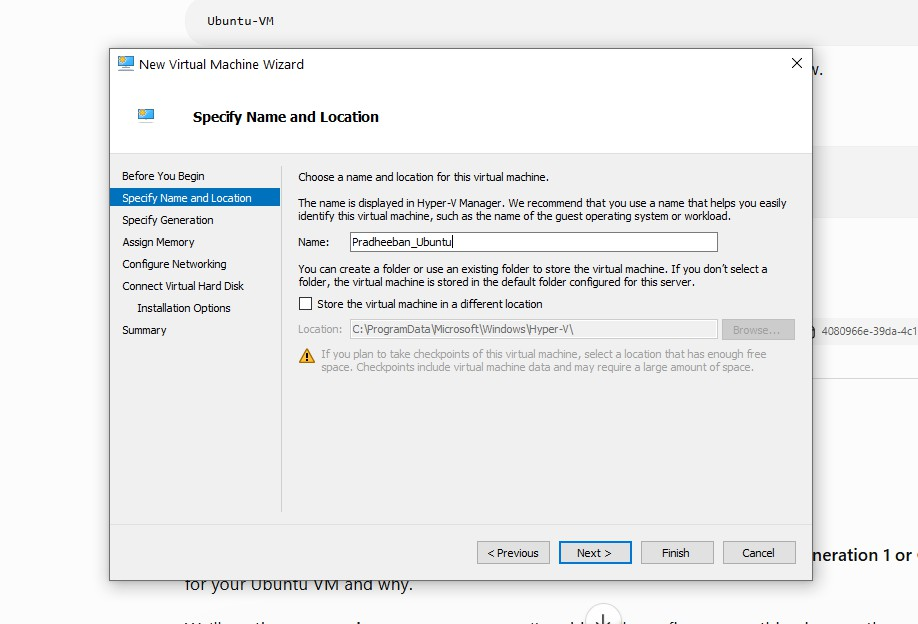 Ubuntu-VM
New Virtual Machine Wizard
w.
Specify Name and Location
Before You Begin
Specify Name and Location
Specify Generation
Assign Memory
Configure Networking
Connect Virtual Hard Disk
Installation Options
Summary
Choose a name and location for this virtual machine.
The name is displayed in Hyper-V Manager. We recommend that you use a name that helps you easily
identify this virtual machine, such as the name of the guest operating system or workload.
Name: Pradheeban_Ubuntu
You can create a folder or use an existing folder to store the virtual machine. If you don't select a
folder, the virtual machine is stored in the default folder configured for this server.
Store the virtual machine in a different location
Location: C:\ProgramData\Microsoft\Windows\Hyper-V\ Browse...
4080966e-39da-4c1
If you plan to take checkpoints of this virtual machine, select a location that has enough free
space. Checkpoints include virtual machine data and may require a large amount of space.
< Previous Next > Finish Cancel
neration 1 or
for your Ubuntu VM and why.